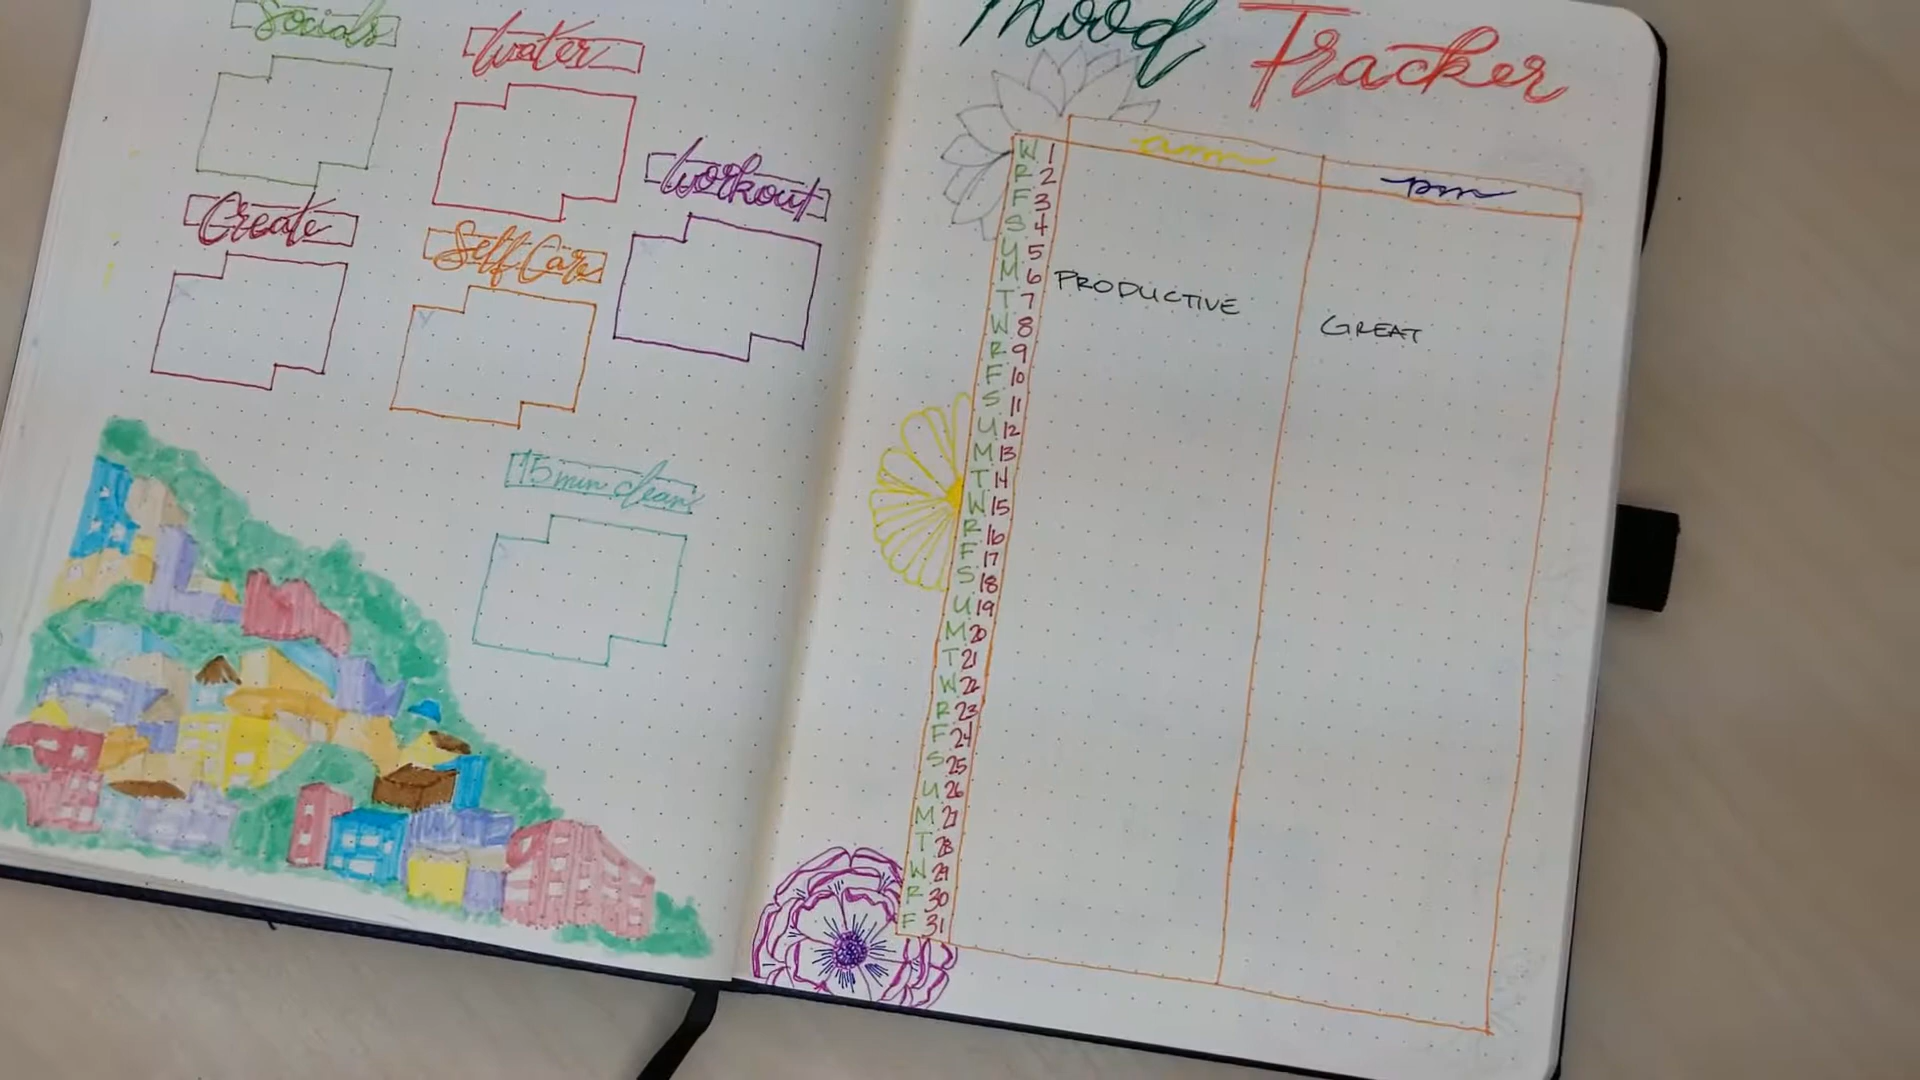 Socials
Water
Workout
Create
Self Care
15 min clean
Mood Tracker
am
pm
W 1
R 2
F 3
S 4
U 5
M 6
T 7
W 8
R 9
F 10
S 11
U 12
M 13
T 14
W 15
R 16
F 17
S 18
U 19
M 20
T 21
W 22
R 23
F 24
S 25
U 26
M 27
T 28
W 29
R 30
F 31
PRODUCTIVE
GREAT